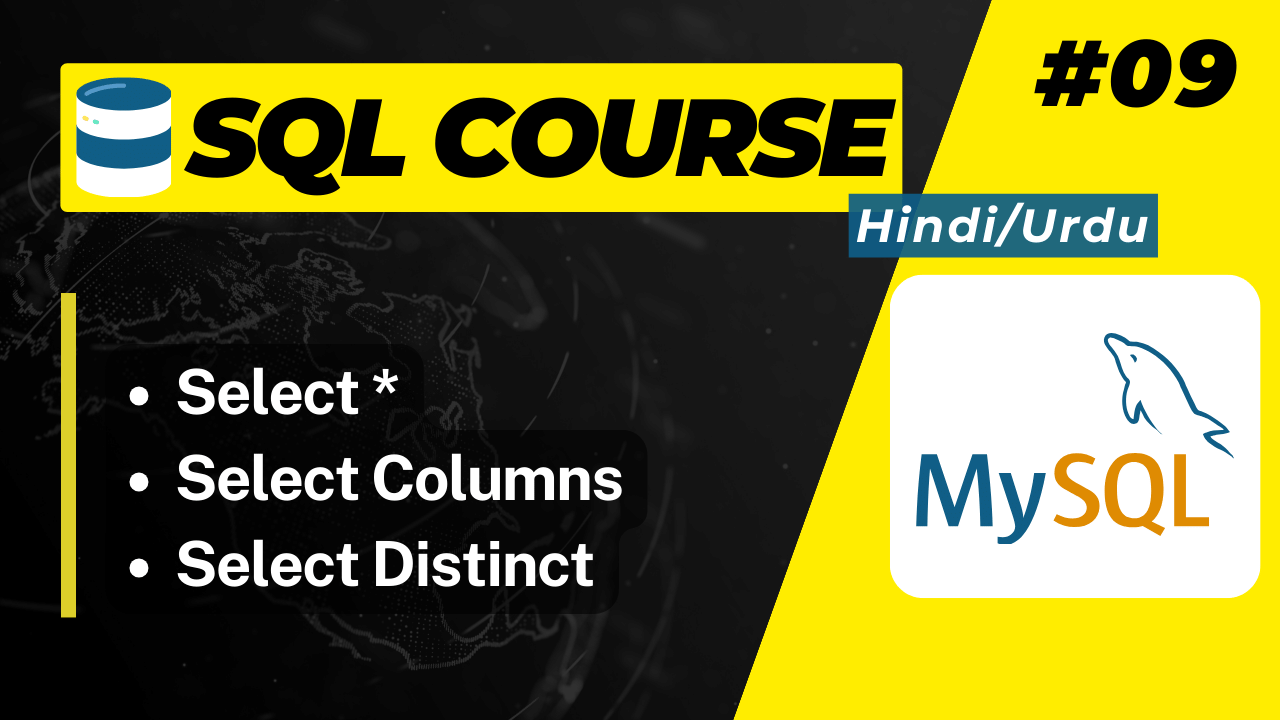 #09
SQL COURSE
Hindi/Urdu
• Select *
• Select Columns
• Select Distinct
MySQL